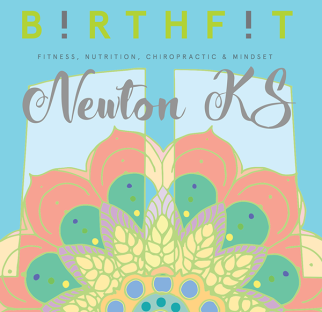 B!RTHF!T
FITNESS, NUTRITION, CHIROPRACTIC & MINDSET
Newton KS